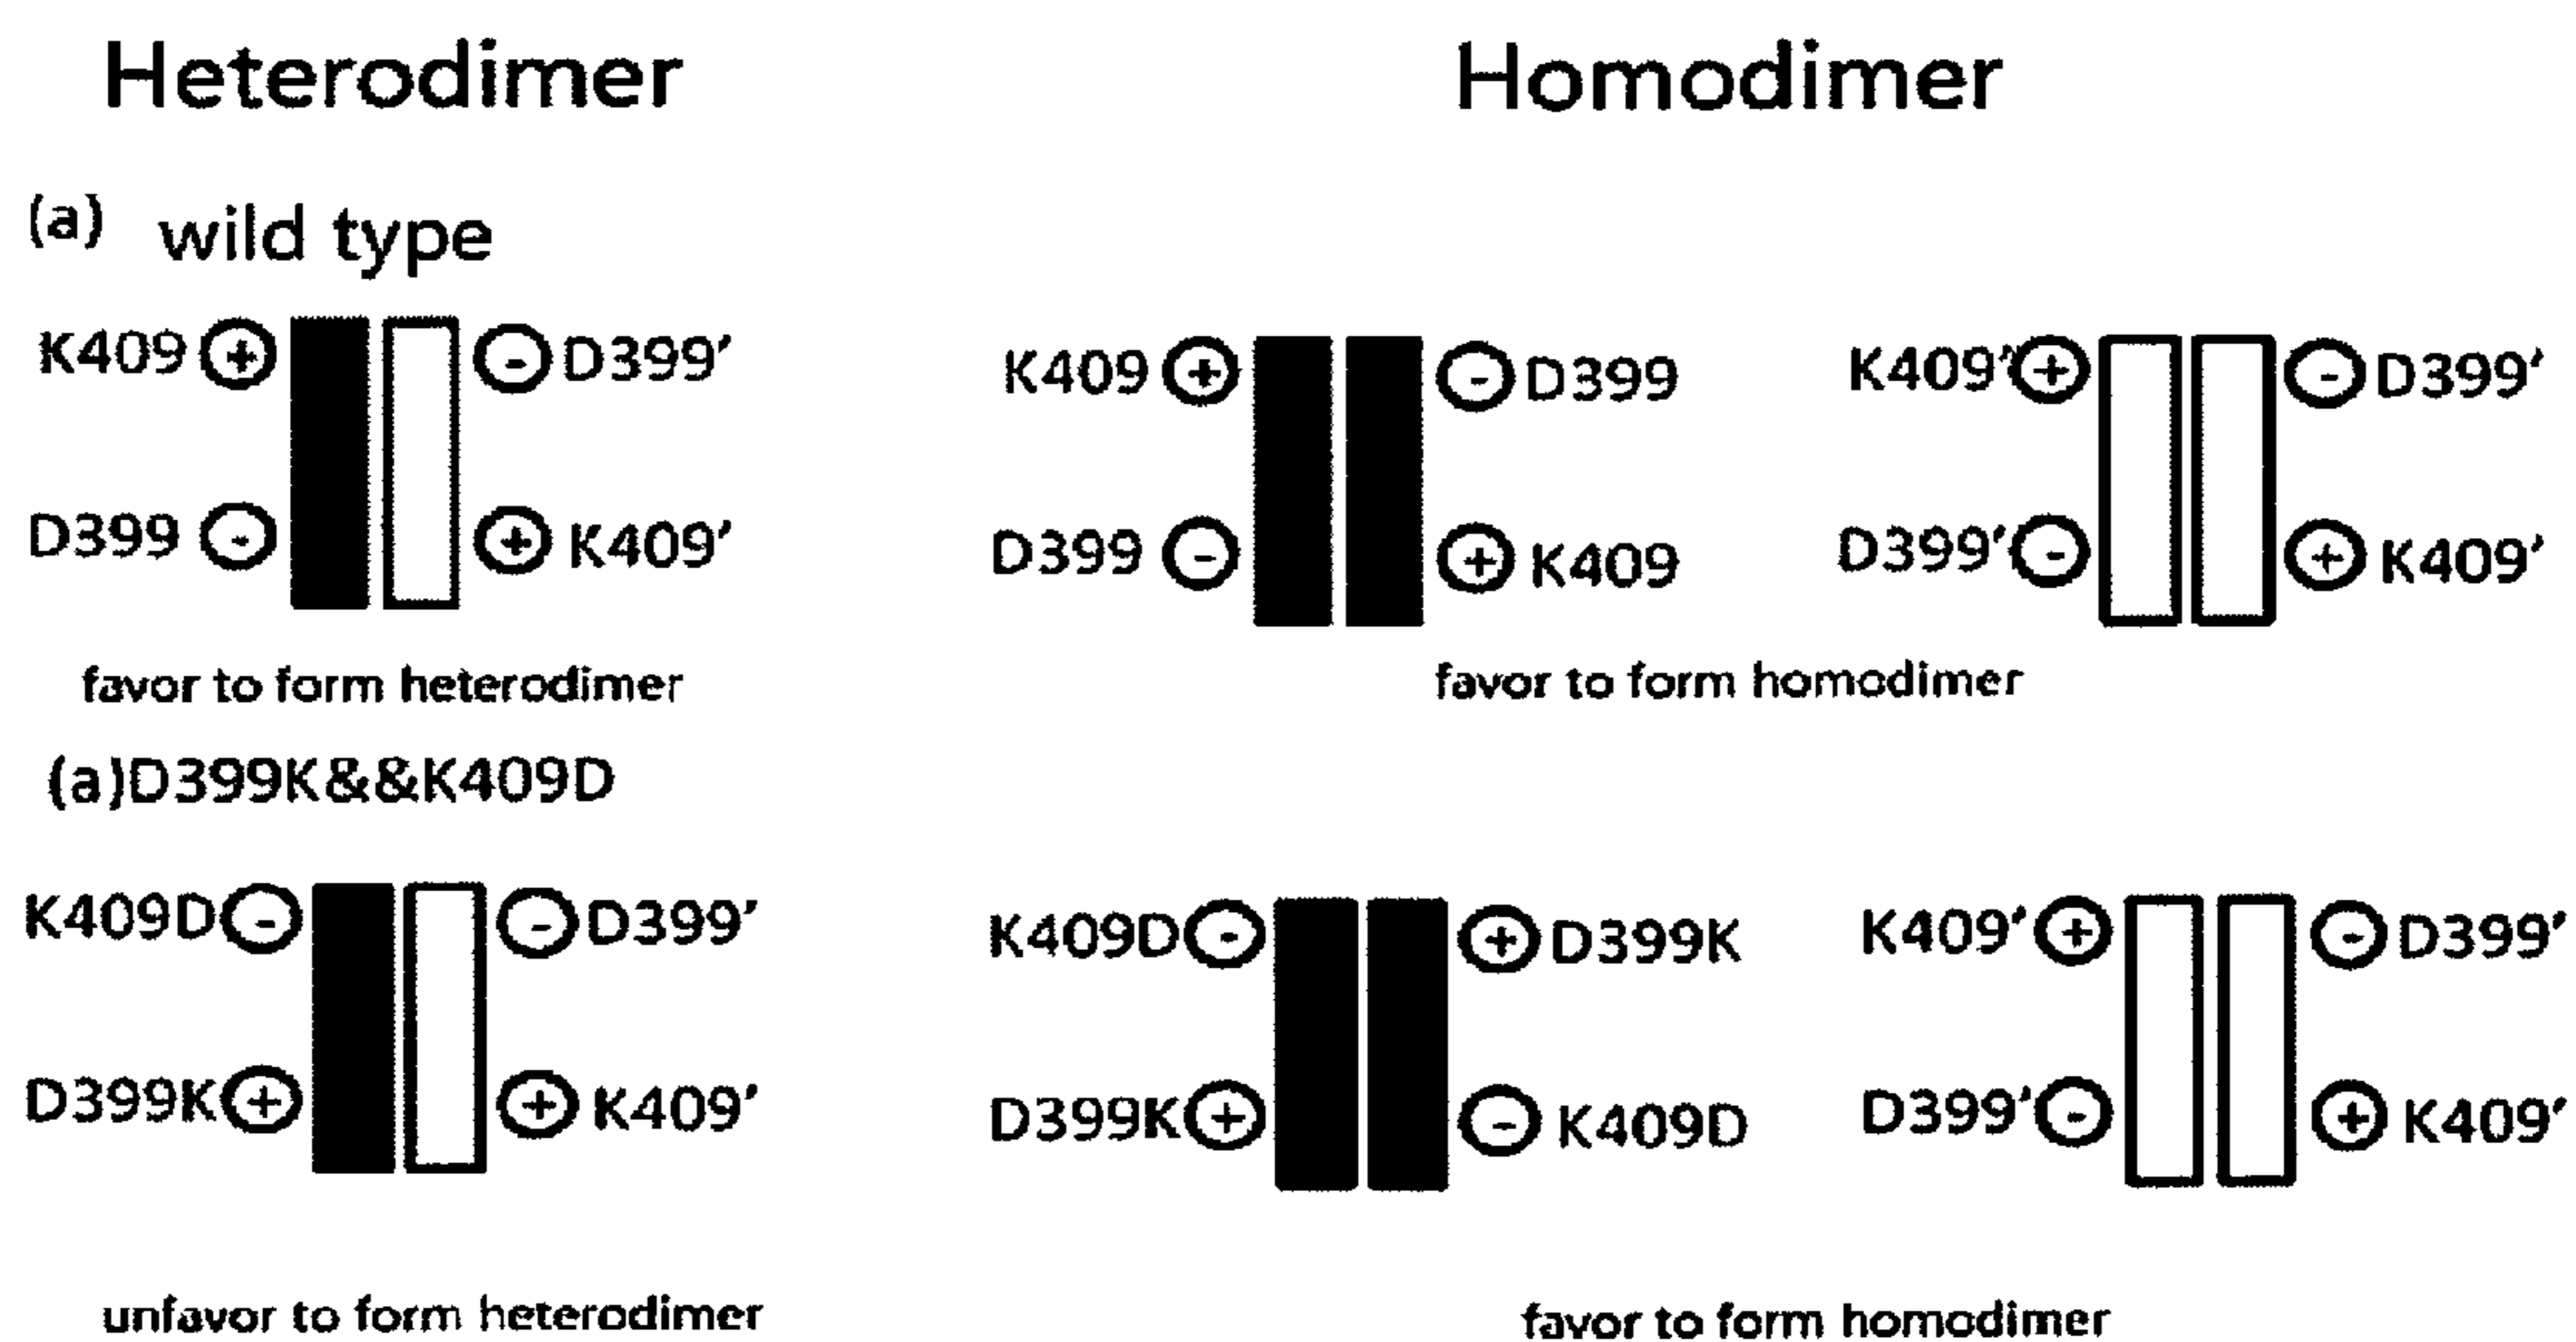 Heterodimer Homodimer
(a) wild type
K409 + - D399’ K409 + - D399 K409’ + - D399’
D399 - + K409’ D399 - + K409 D399’ - + K409’
favor to form heterodimer favor to form homodimer
(a)D399K&&K409D
K409D - - D399’ K409D - + D399K K409’ + - D399’
D399K + + K409’ D399K + - K409D D399’ - + K409’
unfavor to form heterodimer favor to form homodimer